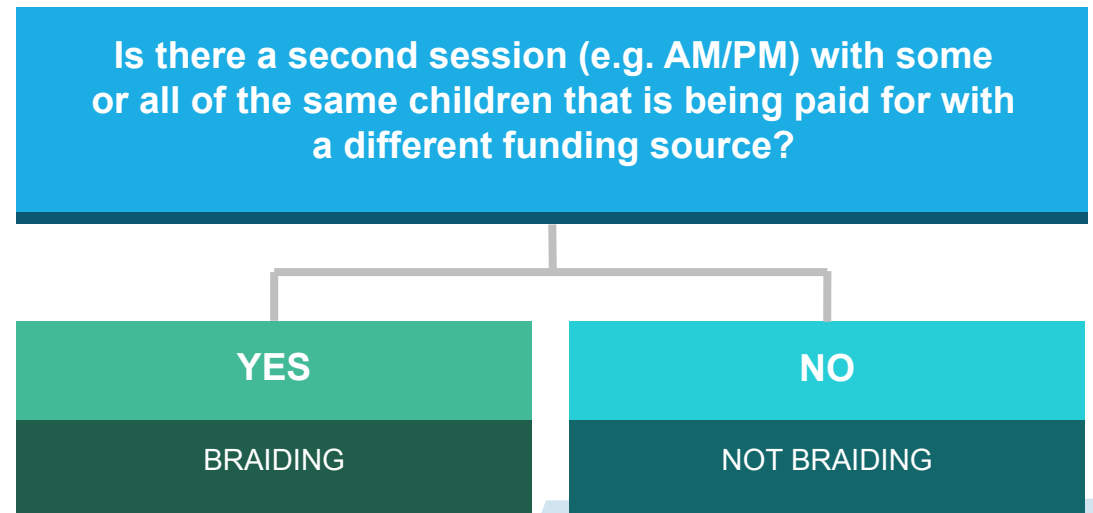 Is there a second session (e.g. AM/PM) with some
or all of the same children that is being paid for with
a different funding source?
YES
NO
BRAIDING
NOT BRAIDING